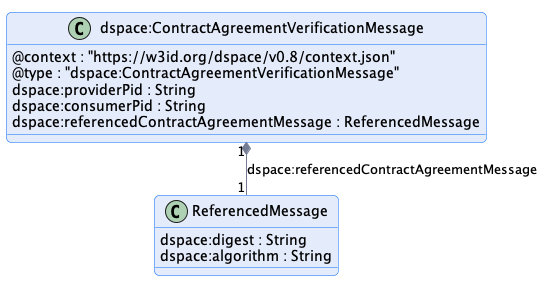 C dspace:ContractAgreementVerificationMessage
@context : "https://w3id.org/dspace/v0.8/context.json"
@type : "dspace:ContractAgreementVerificationMessage"
dspace:providerPid : String
dspace:consumerPid : String
dspace:referencedContractAgreementMessage : ReferencedMessage
1
dspace:referencedContractAgreementMessage
1
C ReferencedMessage
dspace:digest : String
dspace:algorithm : String